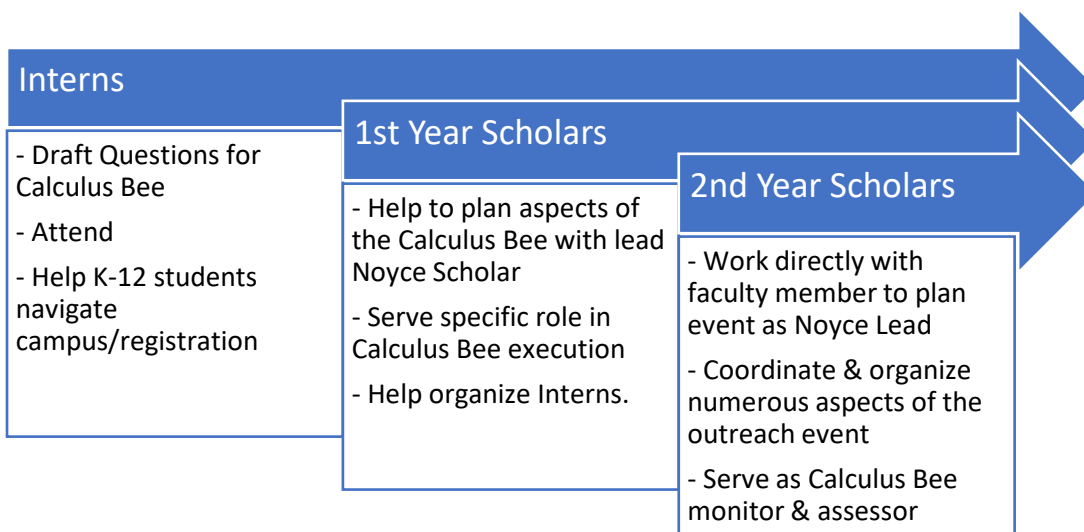 Interns
- Draft Questions for
Calculus Bee
- Attend
- Help K-12 students
navigate
campus/registration
1st Year Scholars
- Help to plan aspects of
the Calculus Bee with lead
Noyce Scholar
- Serve specific role in
Calculus Bee execution
- Help organize Interns.
2nd Year Scholars
- Work directly with
faculty member to plan
event as Noyce Lead
- Coordinate & organize
numerous aspects of the
outreach event
- Serve as Calculus Bee
monitor & assessor